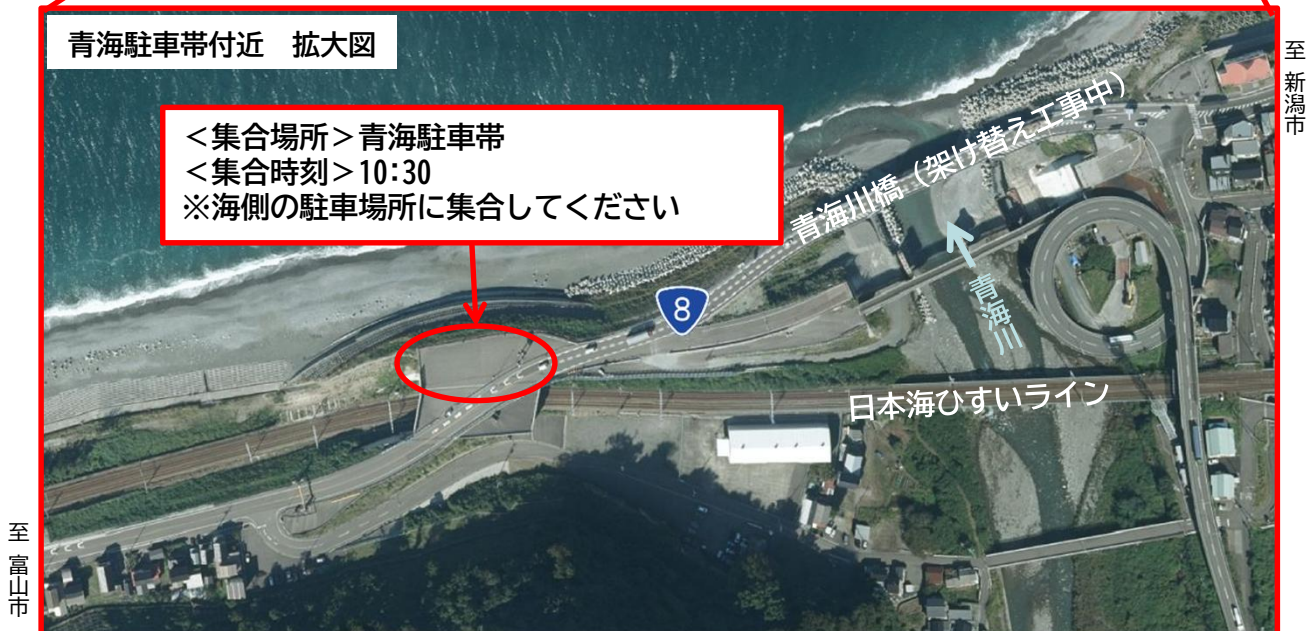 青海駐車帯付近 拡大図
至 新潟市
<集合場所>青海駐車帯
<集合時刻>10:30
※海側の駐車場所に集合してください
青海川橋(架け替え工事中)
8
青海川
日本海ひすいライン
至 富山市